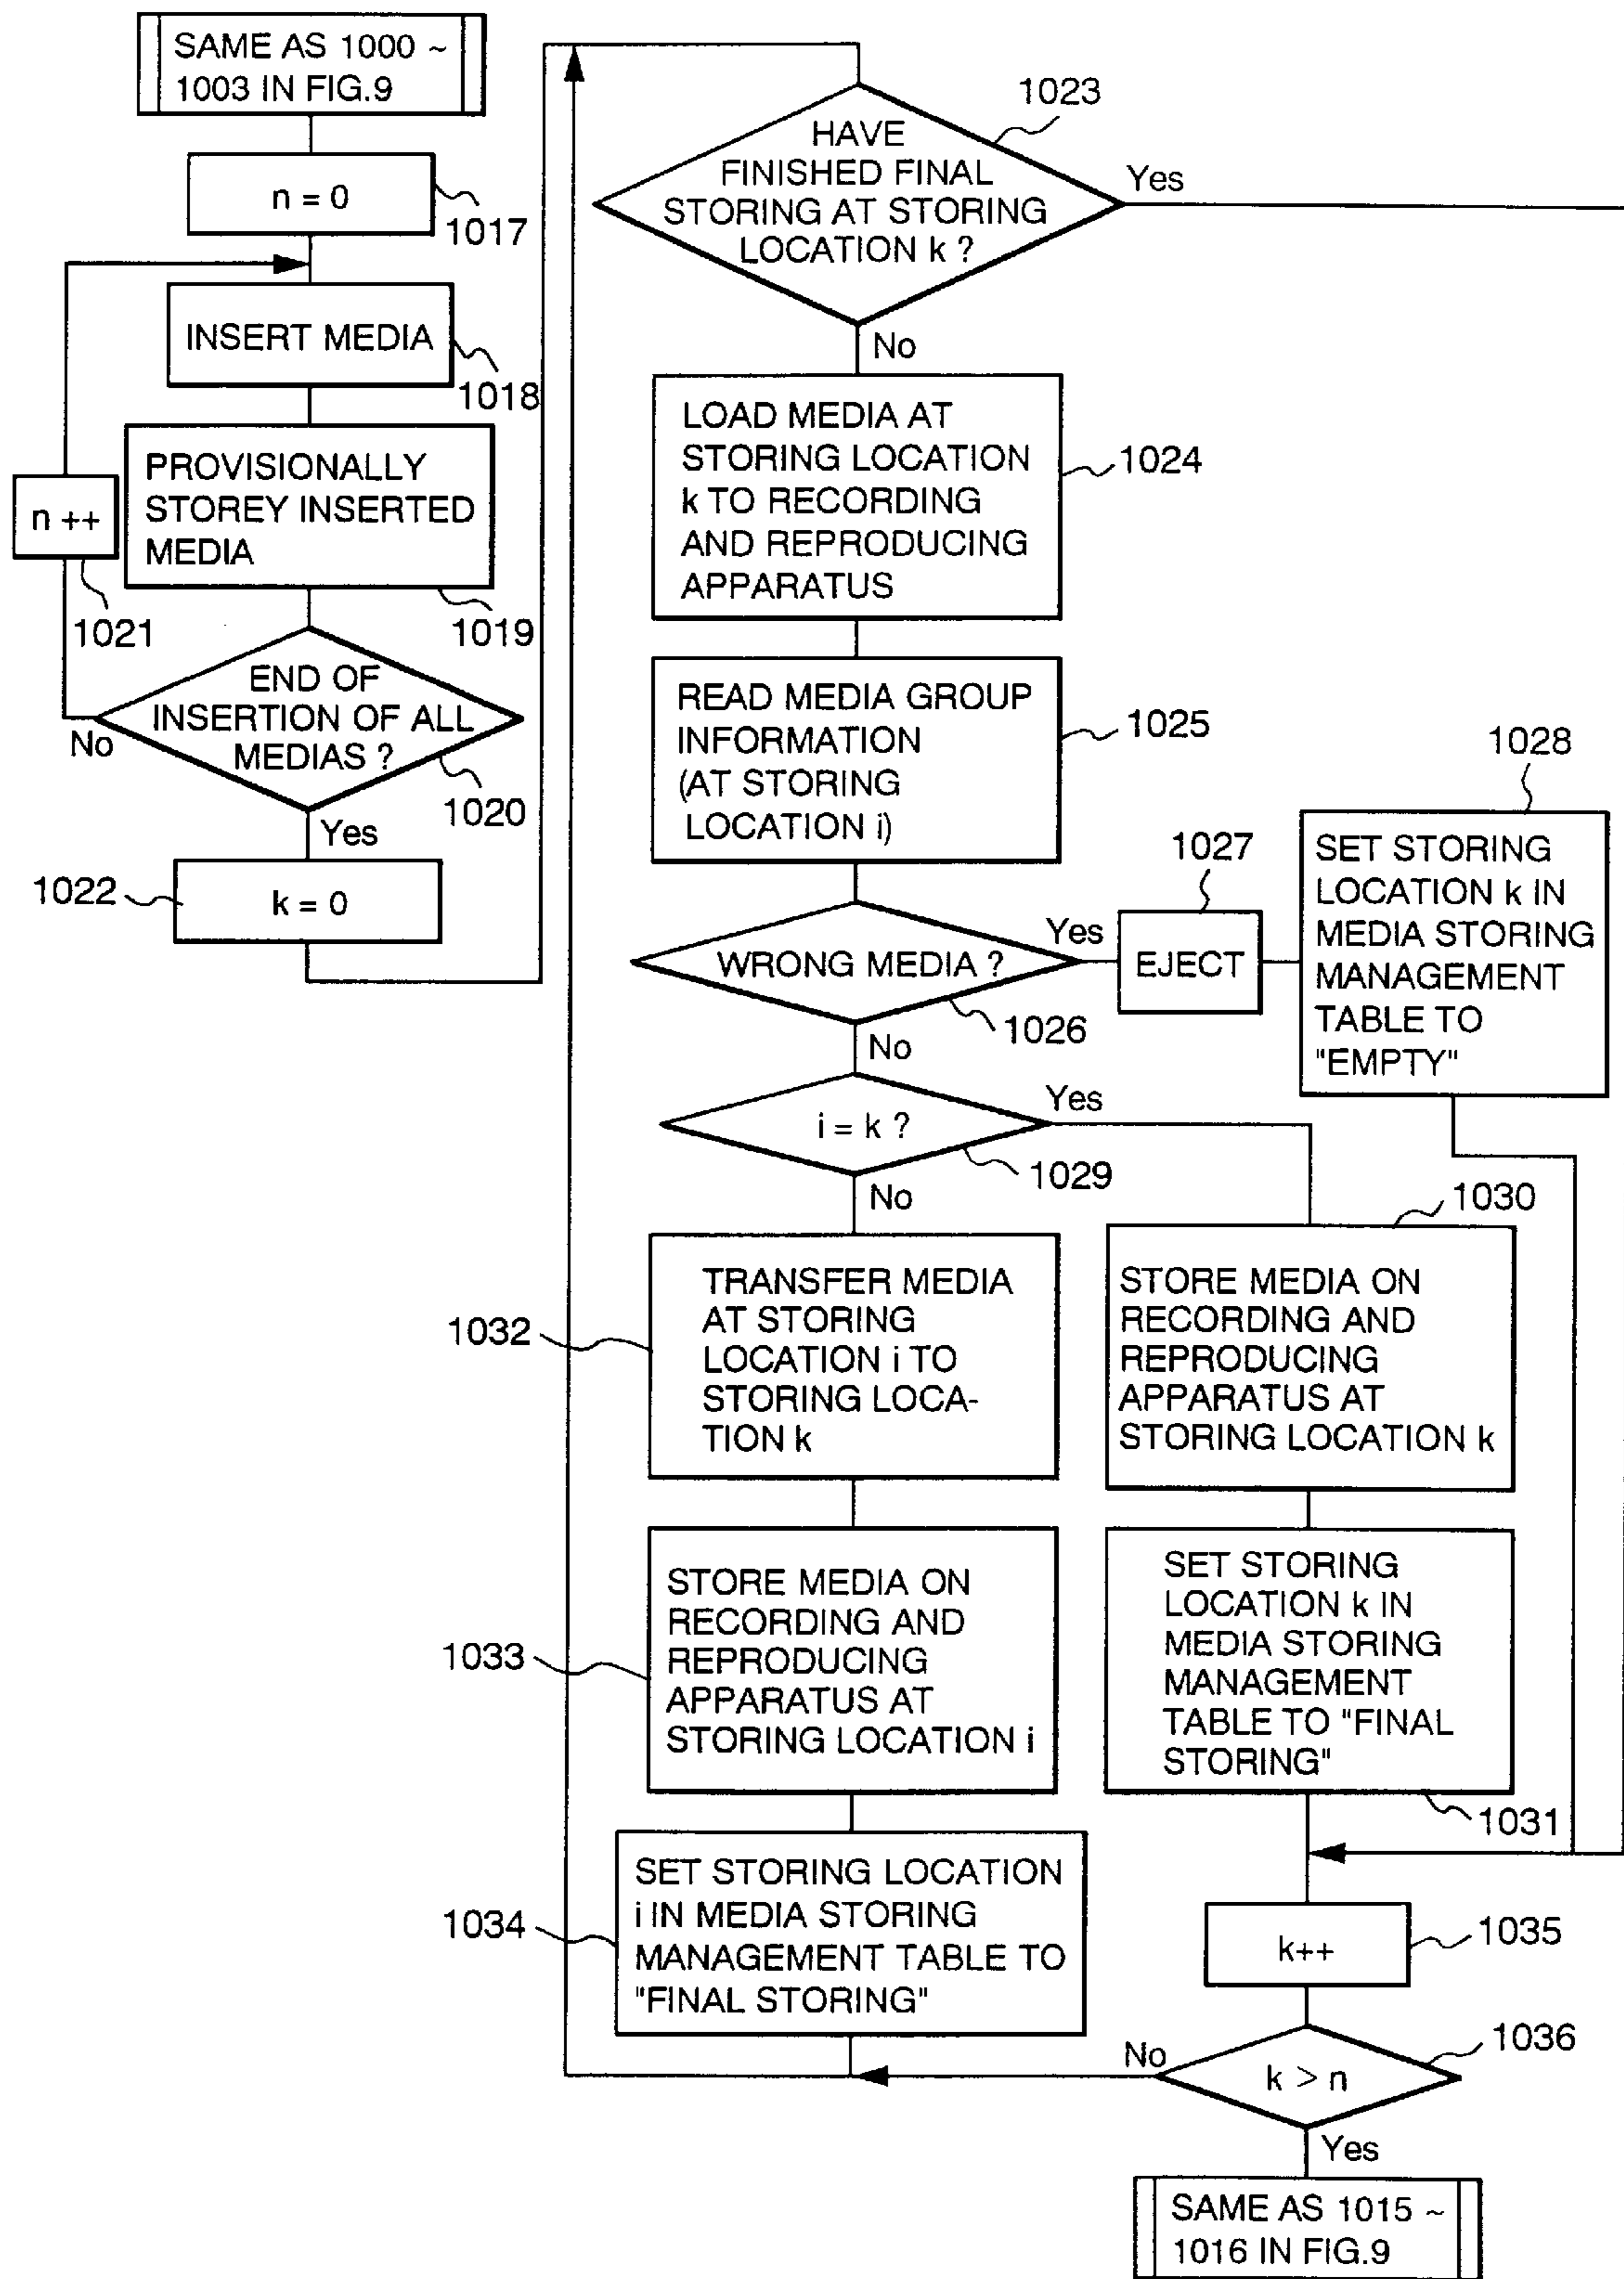 SAME AS 1000 ~
1003 IN FIG.9
n = 0
1017
INSERT MEDIA
1018
PROVISIONALLY
STOREY INSERTED
MEDIA
1019
n ++
1021
END OF
INSERTION OF ALL
MEDIAS ?
No
1020
Yes
1022
k = 0
HAVE
FINISHED FINAL
STORING AT STORING
LOCATION k ?
1023
Yes
No
LOAD MEDIA AT
STORING LOCATION
k TO RECORDING
AND REPRODUCING
APPARATUS
1024
READ MEDIA GROUP
INFORMATION
(AT STORING
LOCATION i)
1025
WRONG MEDIA ?
Yes
1026
No
1027
EJECT
1028
SET STORING
LOCATION k IN
MEDIA STORING
MANAGEMENT
TABLE TO
"EMPTY"
i = k ?
Yes
1029
No
1030
STORE MEDIA ON
RECORDING AND
REPRODUCING
APPARATUS AT
STORING LOCATION k
SET STORING
LOCATION k IN
MEDIA STORING
MANAGEMENT
TABLE TO "FINAL
STORING"
1031
1032
TRANSFER MEDIA
AT STORING
LOCATION i TO
STORING LOCA-
TION k
1033
STORE MEDIA ON
RECORDING AND
REPRODUCING
APPARATUS AT
STORING LOCATION i
1034
SET STORING LOCATION
i IN MEDIA STORING
MANAGEMENT TABLE TO
"FINAL STORING"
k++
1035
No
k > n
1036
Yes
SAME AS 1015 ~
1016 IN FIG.9